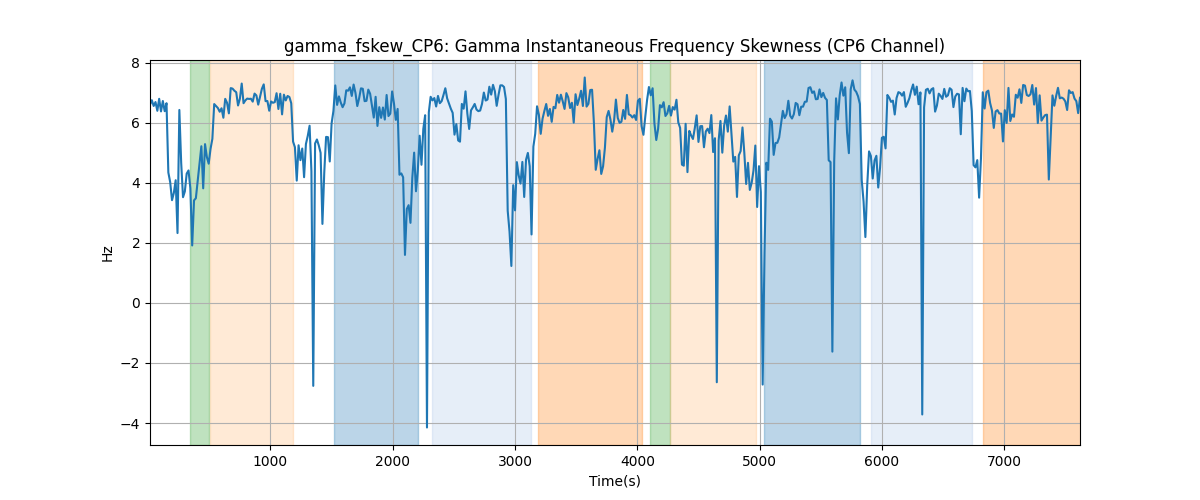 gamma_fskew_CP6: Gamma Instantaneous Frequency Skewness (CP6 Channel)
8
6
4
2
0
−2
−4
Hz
1000 2000 3000 4000 5000 6000 7000
Time(s)